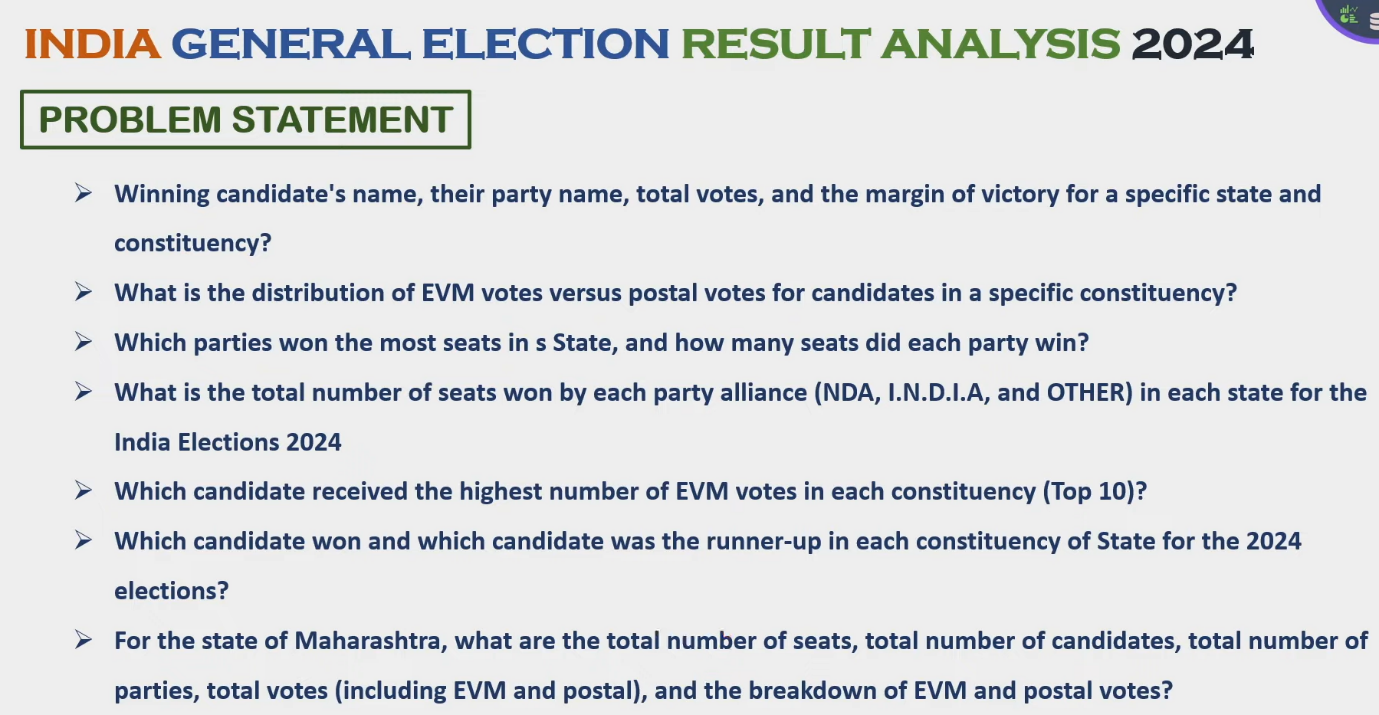 INDIA GENERAL ELECTION RESULT ANALYSIS 2024
PROBLEM STATEMENT
Winning candidate's name, their party name, total votes, and the margin of victory for a specific state and
constituency?
What is the distribution of EVM votes versus postal votes for candidates in a specific constituency?
Which parties won the most seats in s State, and how many seats did each party win?
What is the total number of seats won by each party alliance (NDA, I.N.D.I.A, and OTHER) in each state for the
India Elections 2024
Which candidate received the highest number of EVM votes in each constituency (Top 10)?
Which candidate won and which candidate was the runner-up in each constituency of State for the 2024
elections?
For the state of Maharashtra, what are the total number of seats, total number of candidates, total number of
parties, total votes (including EVM and postal), and the breakdown of EVM and postal votes?